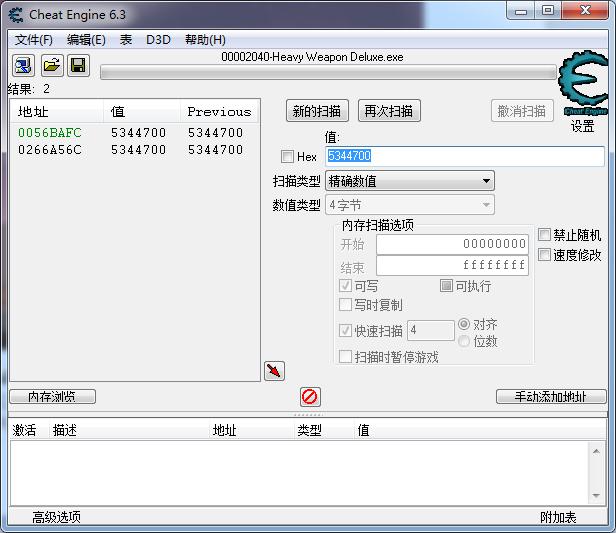 Cheat Engine 6.3
文件(F) 编辑(E) 表 D3D 帮助(H)
00002040-Heavy Weapon Deluxe.exe
结果: 2
地址 值 Previous
0056BAFC 5344700 5344700
0266A56C 5344700 5344700
新的扫描 再次扫描 撤消扫描
Cheat Engine
设置
值:
Hex 5344700
扫描类型 精确数值
数值类型 4 字节
内存扫描选项
开始 00000000
结束 ffffffff
禁止随机
速度修改
可写 可执行
写时复制
快速扫描 4 对齐
位数
扫描时暂停游戏
内存浏览 手动添加地址
激活 描述 地址 类型 值
高级选项 附加表